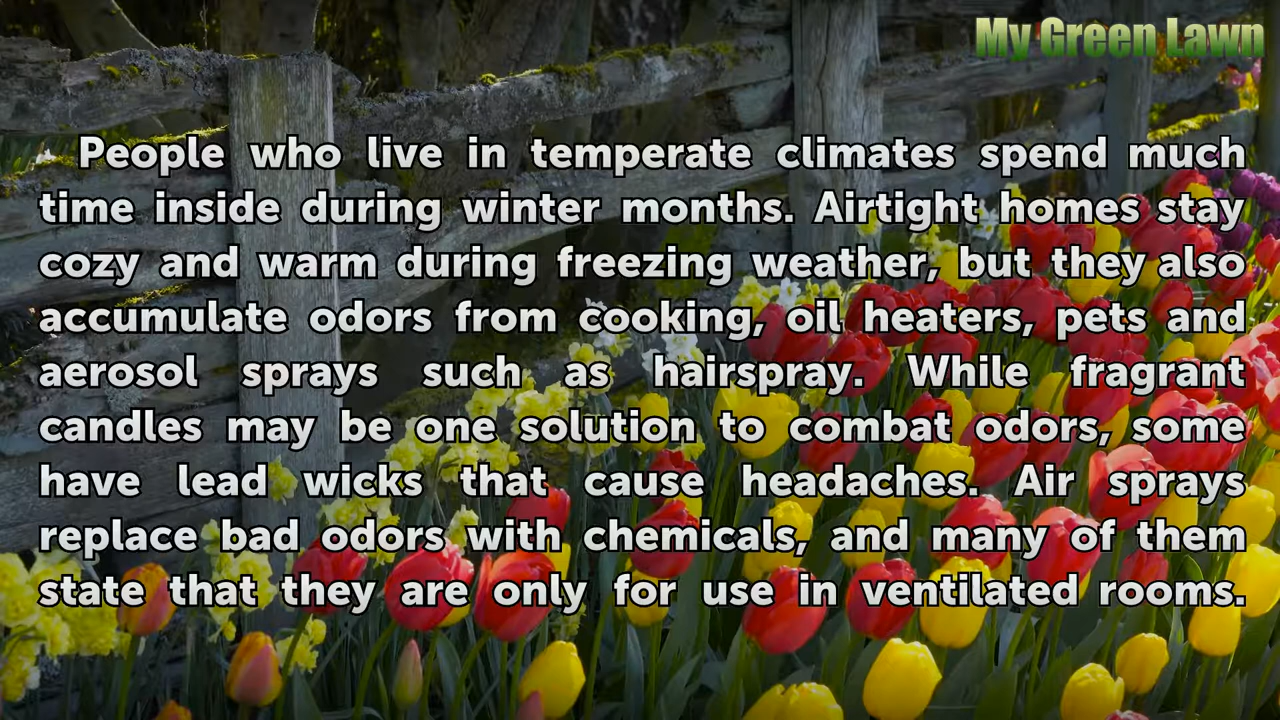 My Green Lawn
People who live in temperate climates spend much
time inside during winter months. Airtight homes stay
cozy and warm during freezing weather, but they also
accumulate odors from cooking, oil heaters, pets and
aerosol sprays such as hairspray. While fragrant
candles may be one solution to combat odors, some
have lead wicks that cause headaches. Air sprays
replace bad odors with chemicals, and many of them
state that they are only for use in ventilated rooms.